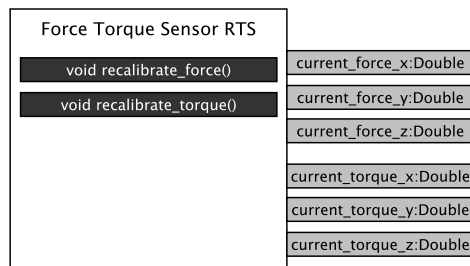 Force Torque Sensor RTS
void recalibrate_force()
void recalibrate_torque()
current_force_x:Double
current_force_y:Double
current_force_z:Double
current_torque_x:Double
current_torque_y:Double
current_torque_z:Double